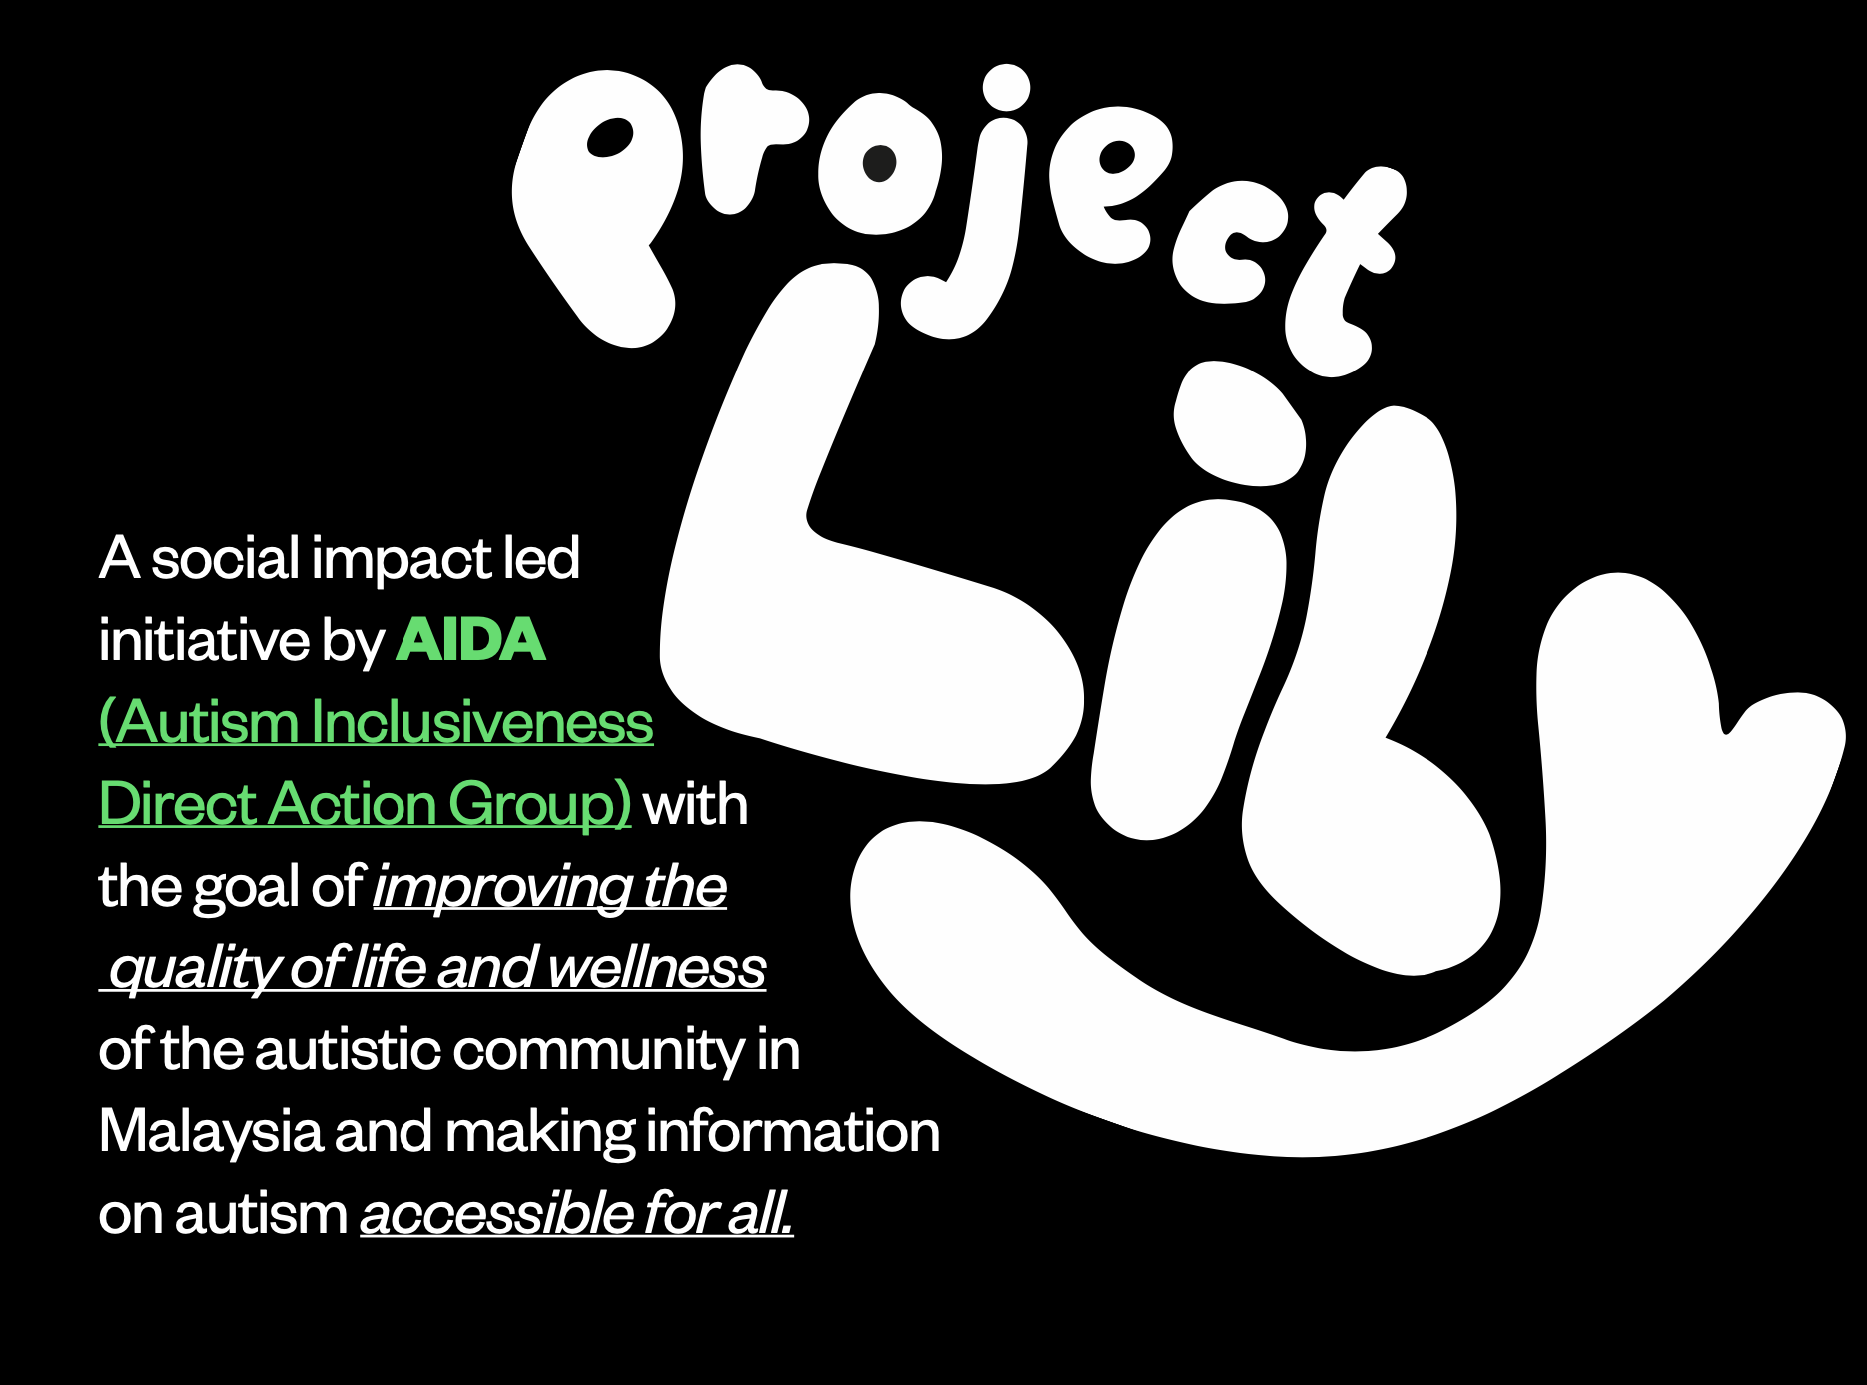 project
Lily
A social impact led
initiative by AIDA
(Autism Inclusiveness
Direct Action Group) with
the goal of improving the
quality of life and wellness
of the autistic community in
Malaysia and making information
on autism accessible for all.